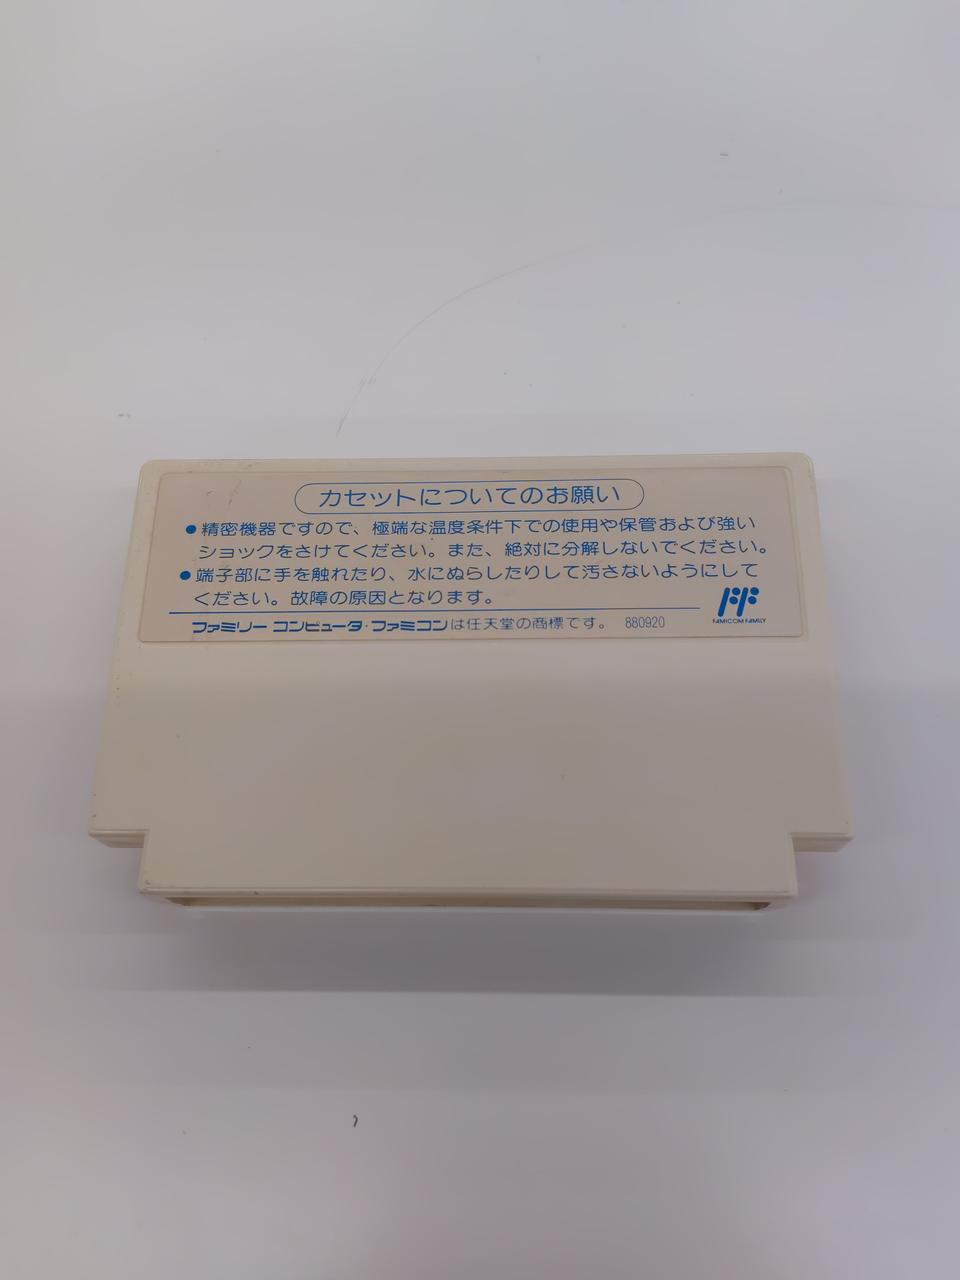 カセットについてのお願い
●精密機器ですので、極端な温度条件下での使用や保管および強い
ショックをさけてください。また、絶対に分解しないでください。
●端子部に手を触れたり、水にぬらしたりして汚さないようにして
ください。故障の原因となります。
FAMICOM FAMILY
ファミリー コンピュータ・ファミコンは任天堂の商標です。 880920